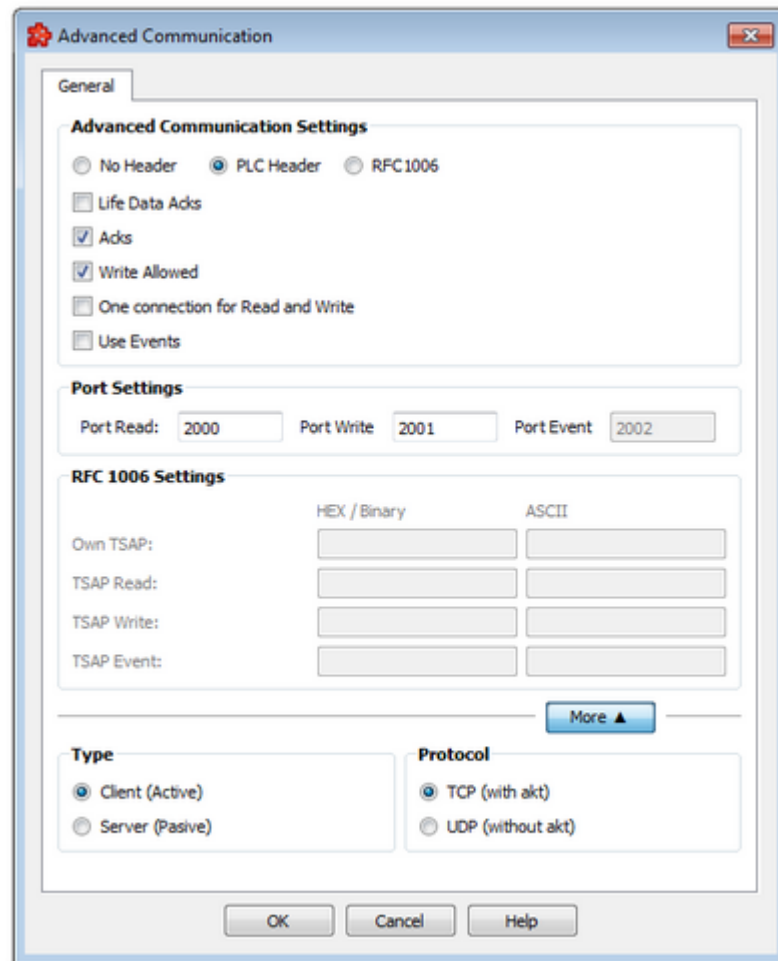 Advanced Communication
General
Advanced Communication Settings
No Header PLC Header RFC1006
Life Data Acks
Acks
Write Allowed
One connection for Read and Write
Use Events
Port Settings
Port Read: 2000 Port Write 2001 Port Event 2002
RFC 1006 Settings
HEX / Binary ASCII
Own TSAP:
TSAP Read:
TSAP Write:
TSAP Event:
More ▲
Type Protocol
Client (Active) TCP (with akt)
Server (Pasive) UDP (without akt)
OK Cancel Help